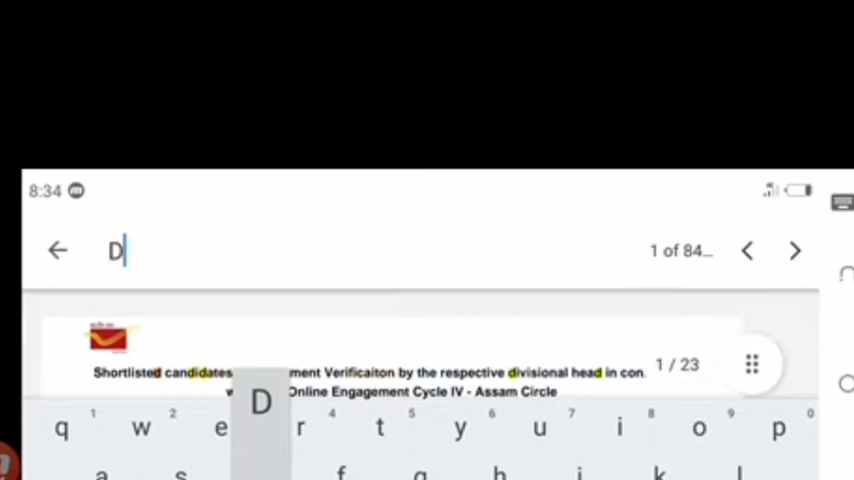 8:34
D
1 of 84...
Shortlisted candidates ment Verificaiton by the respective divisional head in con.
1 / 23
Online Engagement Cycle IV - Assam Circle
D
1 2 4 5 6 7 8 9 0
q w e r t y u i o p
a s f g h j k l